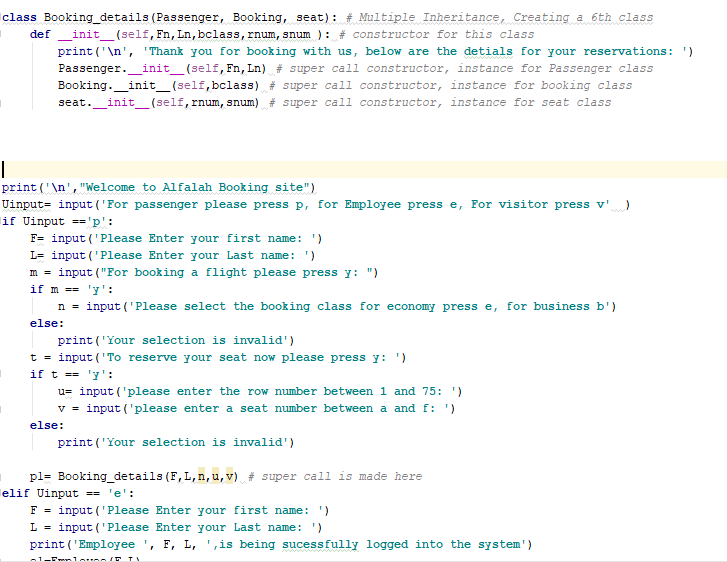 class Booking_details(Passenger, Booking, seat): # Multiple Inheritance, Creating a 6th class
    def __init__(self,Fn,Ln,bclass,rnum,snum ): # constructor for this class
        print('\n', 'Thank you for booking with us, below are the detials for your reservations: ')
        Passenger.__init__(self,Fn,Ln) # super call constructor, instance for Passenger class
        Booking.__init__(self,bclass) # super call constructor, instance for booking class
        seat.__init__(self,rnum,snum) # super call constructor, instance for seat class
print('\n',"Welcome to Alfalah Booking site")
Uinput= input('For passenger please press p, for Employee press e, For visitor press v'  )
if Uinput =='p':
    F= input('Please Enter your first name: ')
    L= input('Please Enter your Last name: ')
    m = input("For booking a flight please press y: ")
    if m == 'y':
        n = input('Please select the booking class for economy press e, for business b')
    else:
        print('Your selection is invalid')
    t = input('To reserve your seat now please press y: ')
    if t == 'y':
        u= input('please enter the row number between 1 and 75: ')
        v = input('please enter a seat number between a and f: ')
    else:
        print('Your selection is invalid')
    p1= Booking_details(F,L,n,u,v) # super call is made here
elif Uinput == 'e':
    F = input('Please Enter your first name: ')
    L = input('Please Enter your Last name: ')
    print('Employee ', F, L, ',is being sucessfully logged into the system')